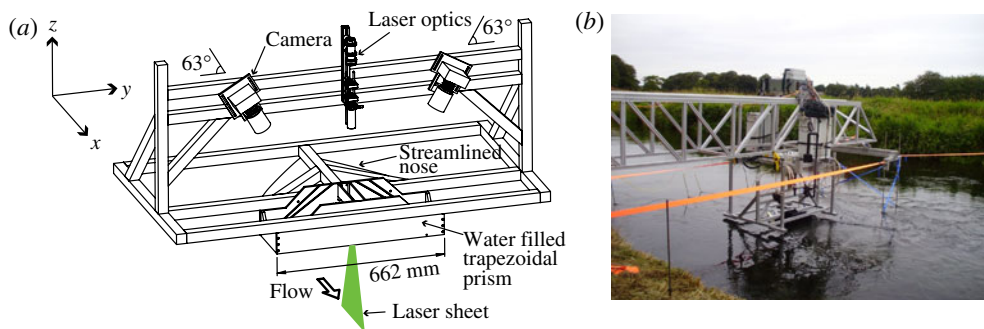 (a)
z
y
x
63°
Camera
Laser optics
63°
Streamlined
nose
Water filled
trapezoidal
prism
662 mm
Flow
Laser sheet
(b)